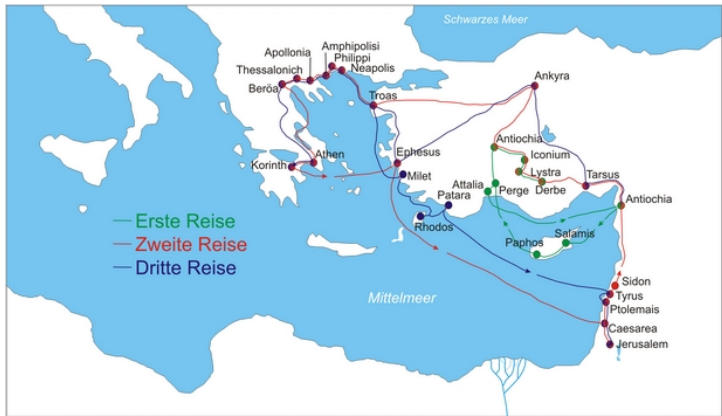 Schwarzes Meer
Amphipolisi
Apollonia
Philippi
Thessalonich
Neapolis
Beröa
Troas
Ankyra
Antiochia
Iconium
Korinth
Athen
Ephesus
Lystra
Milet
Attalia
Perge
Derbe
Tarsus
Patara
Antiochia
Rhodos
Erste Reise
Paphos
Salamis
Zweite Reise
Dritte Reise
Sidon
Mittelmeer
Tyrus
Ptolemais
Caesarea
Jerusalem